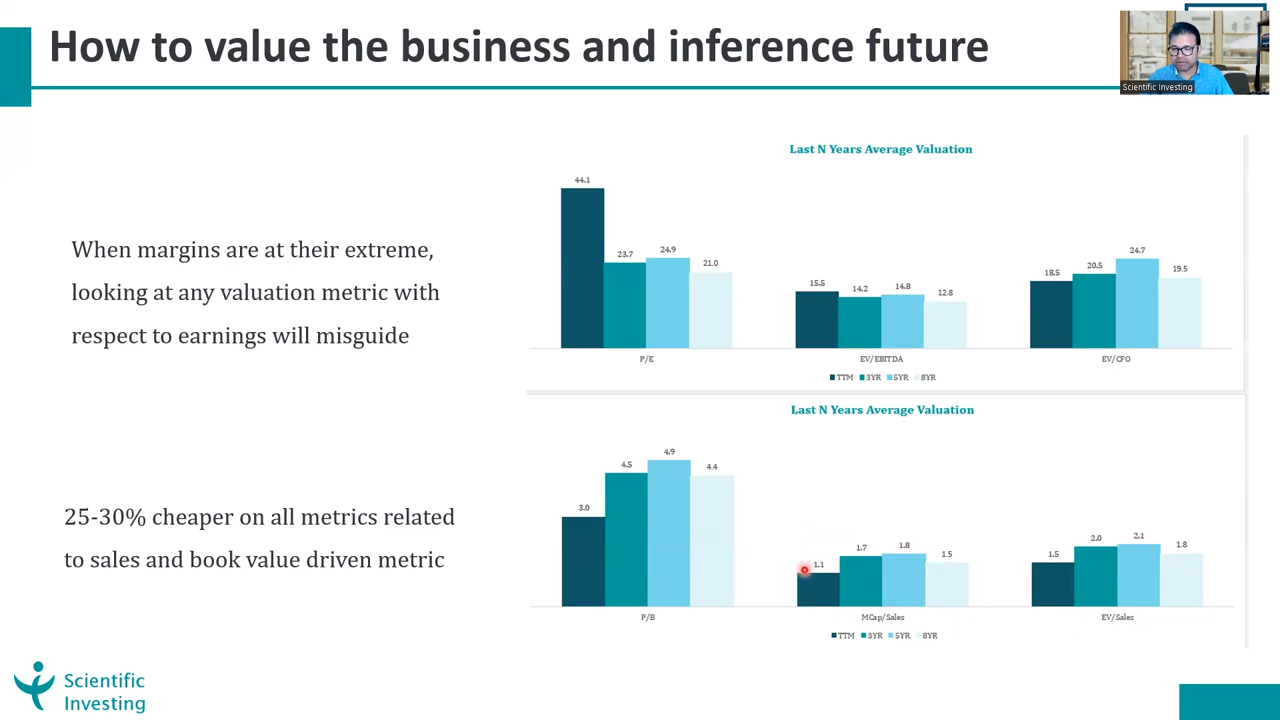 How to value the business and inference future
Scientific Investing
When margins are at their extreme,
looking at any valuation metric with
respect to earnings will misguide
25-30% cheaper on all metrics related
to sales and book value driven metric
Last N Years Average Valuation
44.1
23.7
24.9
21.0
15.5
14.2
14.8
12.8
18.5
20.5
24.7
19.5
P/E
EV/EBITDA
EV/CFO
TTM 3YR 5YR 8YR
Last N Years Average Valuation
3.0
4.5
4.9
4.4
1.1
1.7
1.8
1.5
1.5
2.0
2.1
1.8
P/B
MCap/Sales
EV/Sales
TTM 3YR 5YR 8YR
Scientific
Investing